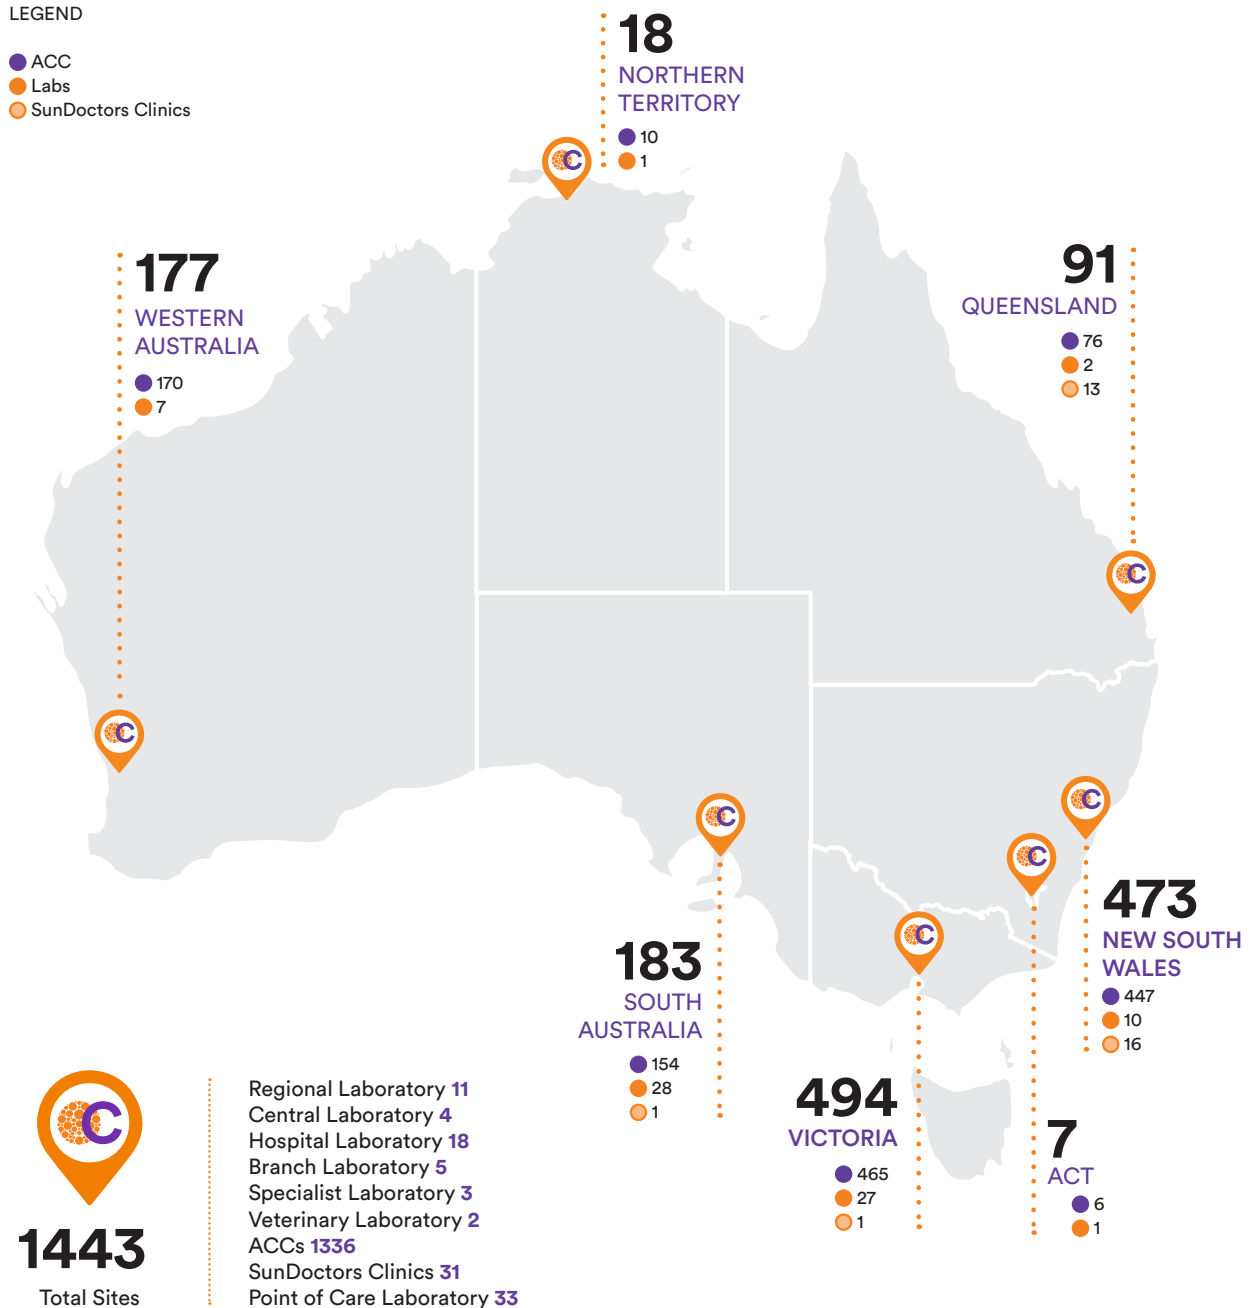 LEGEND
ACC
Labs
SunDoctors Clinics
18
NORTHERN
TERRITORY
10
1
177
WESTERN
AUSTRALIA
170
7
91
QUEENSLAND
76
2
13
C
C
C
C
C
C
C
473
NEW SOUTH
WALES
447
10
16
183
SOUTH
AUSTRALIA
154
28
1
494
VICTORIA
465
27
1
7
ACT
6
1
C
1443
Total Sites
Regional Laboratory 11
Central Laboratory 4
Hospital Laboratory 18
Branch Laboratory 5
Specialist Laboratory 3
Veterinary Laboratory 2
ACCs 1336
SunDoctors Clinics 31
Point of Care Laboratory 33